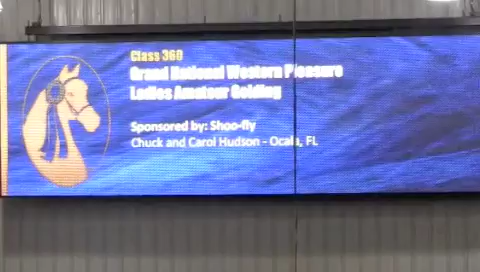 Class 360
Grand National Western Pleasure
Ladies Amateur Gelding
Sponsored by: Shoo-fly
Chuck and Carol Hudson - Ocala, FL